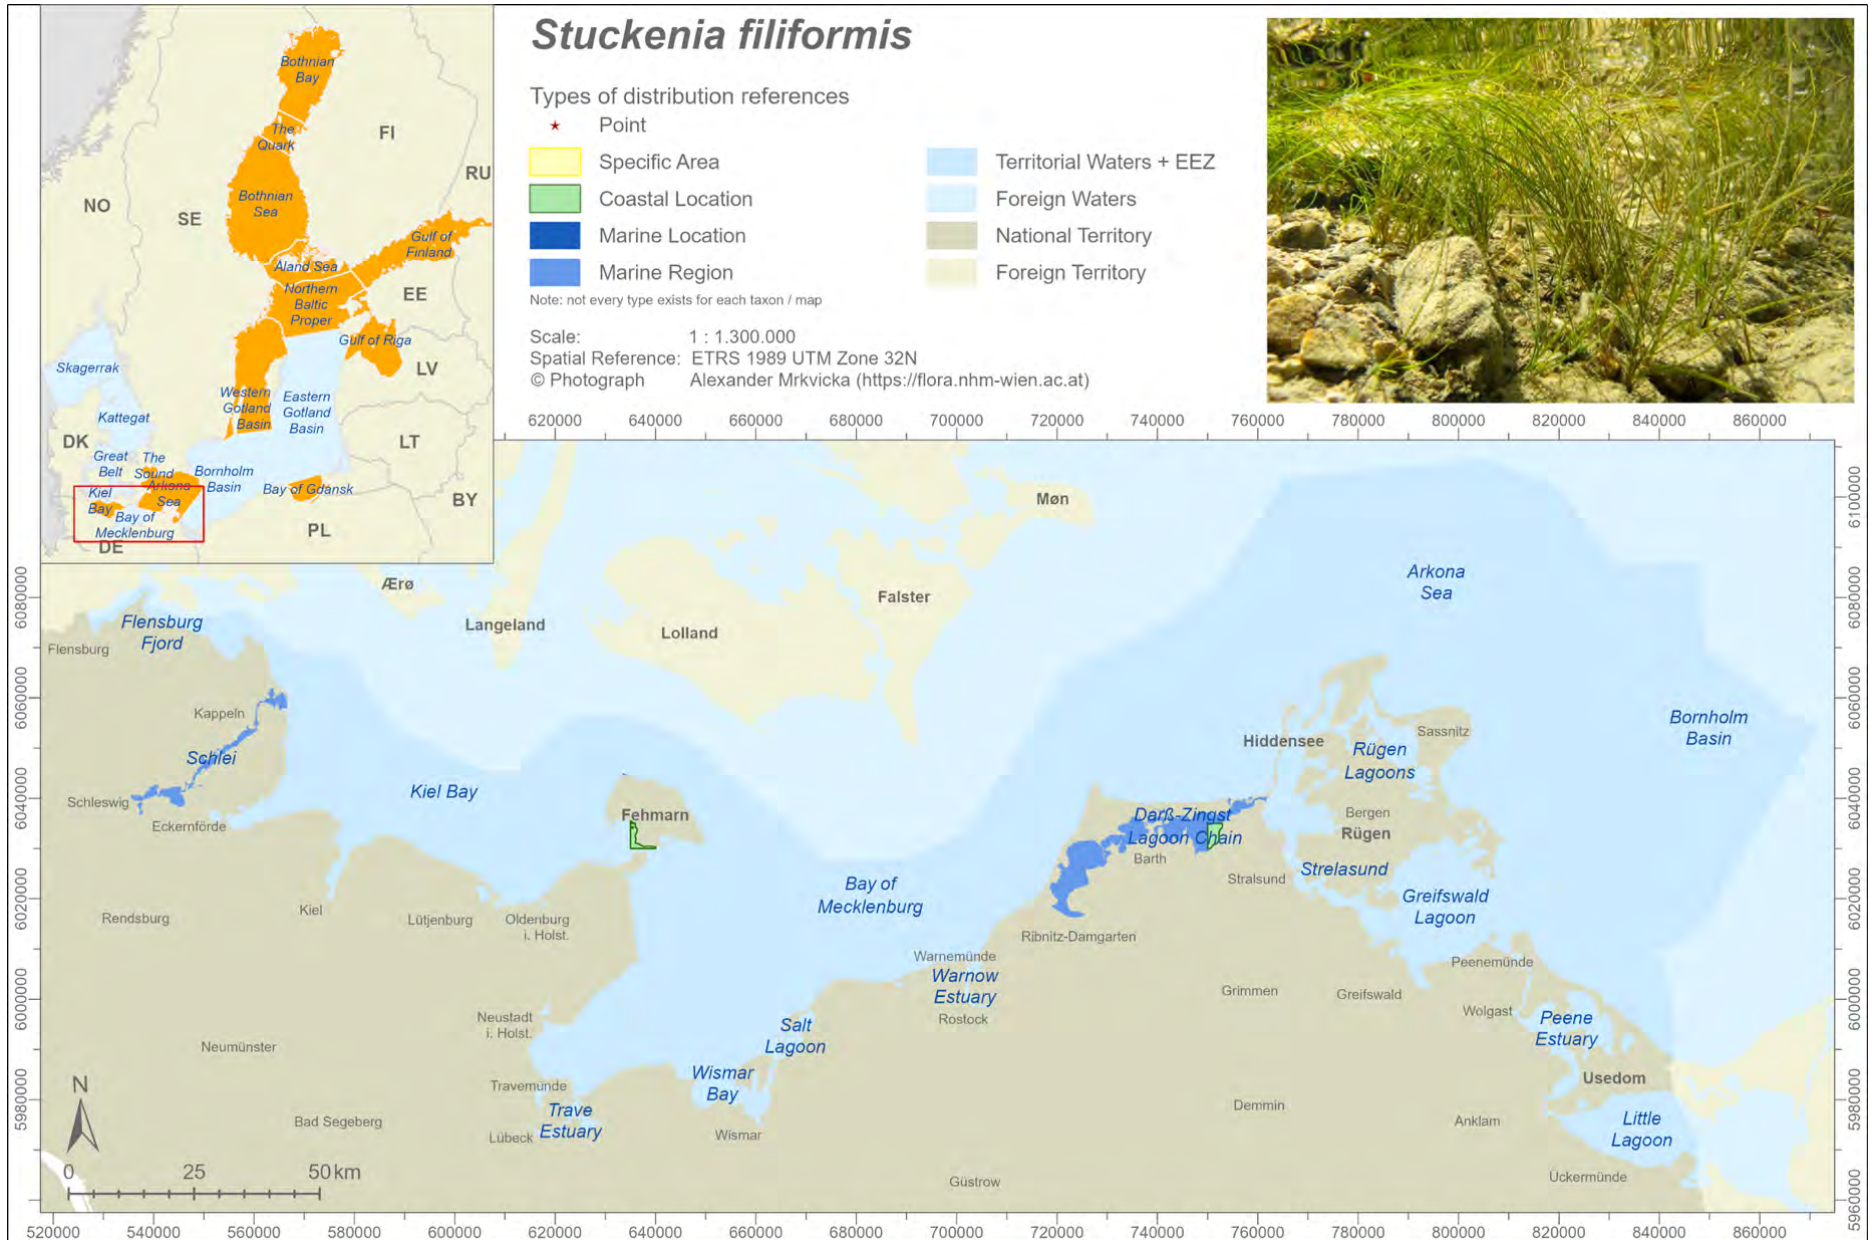 Stuckenia filiformis
Types of distribution references
Point
Specific Area
Coastal Location
Marine Location
Marine Region
Note: not every type exists for each taxon / map
Territorial Waters + EEZ
Foreign Waters
National Territory
Foreign Territory
Scale: 1 : 1.300.000
Spatial Reference: ETRS 1989 UTM Zone 32N
© Photograph Alexander Mrkvicka (https://flora.nhm-wien.ac.at)
Bothnian
Bay
The
Quark
FI
RU
NO
SE
Bothnian
Sea
Gulf of
Finland
Åland Sea
Northern
Baltic
Proper
EE
Gulf of Riga
Skagerrak
LV
Western
Gotland
Basin
Eastern
Gotland
Basin
Kattegat
DK
LT
Great
Belt
The
Sound
Bornholm
Basin
Arkona
Sea
Bay of Gdańsk
BY
Kiel
Bay
Bay of
Mecklenburg
PL
DE
620000 640000 660000 680000 700000 720000 740000 760000 780000 800000 820000 840000 860000
6100000
6080000
6060000
6040000
6020000
6000000
5980000
5960000
6080000
6060000
6040000
6020000
6000000
5980000
Møn
Ærø
Arkona
Sea
Falster
Langeland
Lolland
Flensburg
Fjord
Flensburg
Kappeln
Schlei
Schleswig
Eckernförde
Kiel Bay
Fehmarn
Hiddensee
Sassnitz
Rügen
Lagoons
Bornholm
Basin
Bergen
Rügen
Darß-Zingst
Lagoon Chain
Barth
Stralsund
Strelasund
Greifswald
Lagoon
Bay of
Mecklenburg
Rendsburg
Kiel
Lütjenburg
Oldenburg
i. Holst.
Ribnitz-Damgarten
Warnemünde
Warnow
Estuary
Rostock
Peenemünde
Grimmen
Greifswald
Wolgast
Peene
Estuary
Neustadt
i. Holst.
Salt
Lagoon
Neumünster
Wismar
Bay
Usedom
Travemünde
Trave
Estuary
Lübeck
Bad Segeberg
Wismar
Demmin
Anklam
Little
Lagoon
Güstrow
Ückermünde
N
0 25 50 km
520000 540000 560000 580000 600000 620000 640000 660000 680000 700000 720000 740000 760000 780000 800000 820000 840000 860000